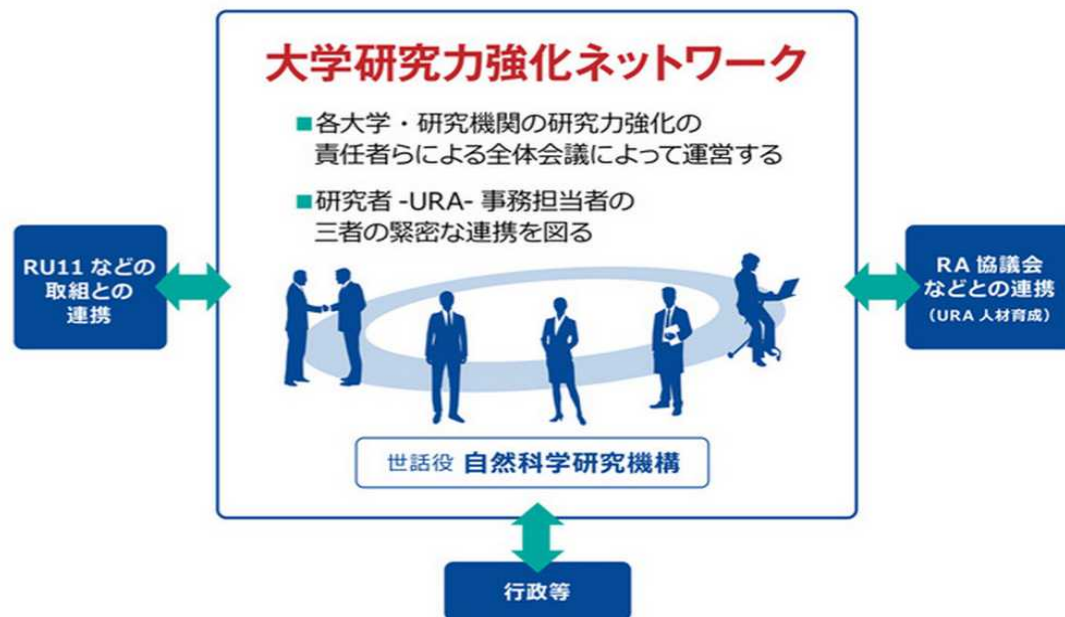 大学研究力強化ネットワーク
■各大学・研究機関の研究力強化の
責任者らによる全体会議によって運営する
■研究者 -URA- 事務担当者の
三者の緊密な連携を図る
RU11 などの
取組との
連携
RA 協議会
などとの連携
（URA 人材育成）
世話役 自然科学研究機構
行政等